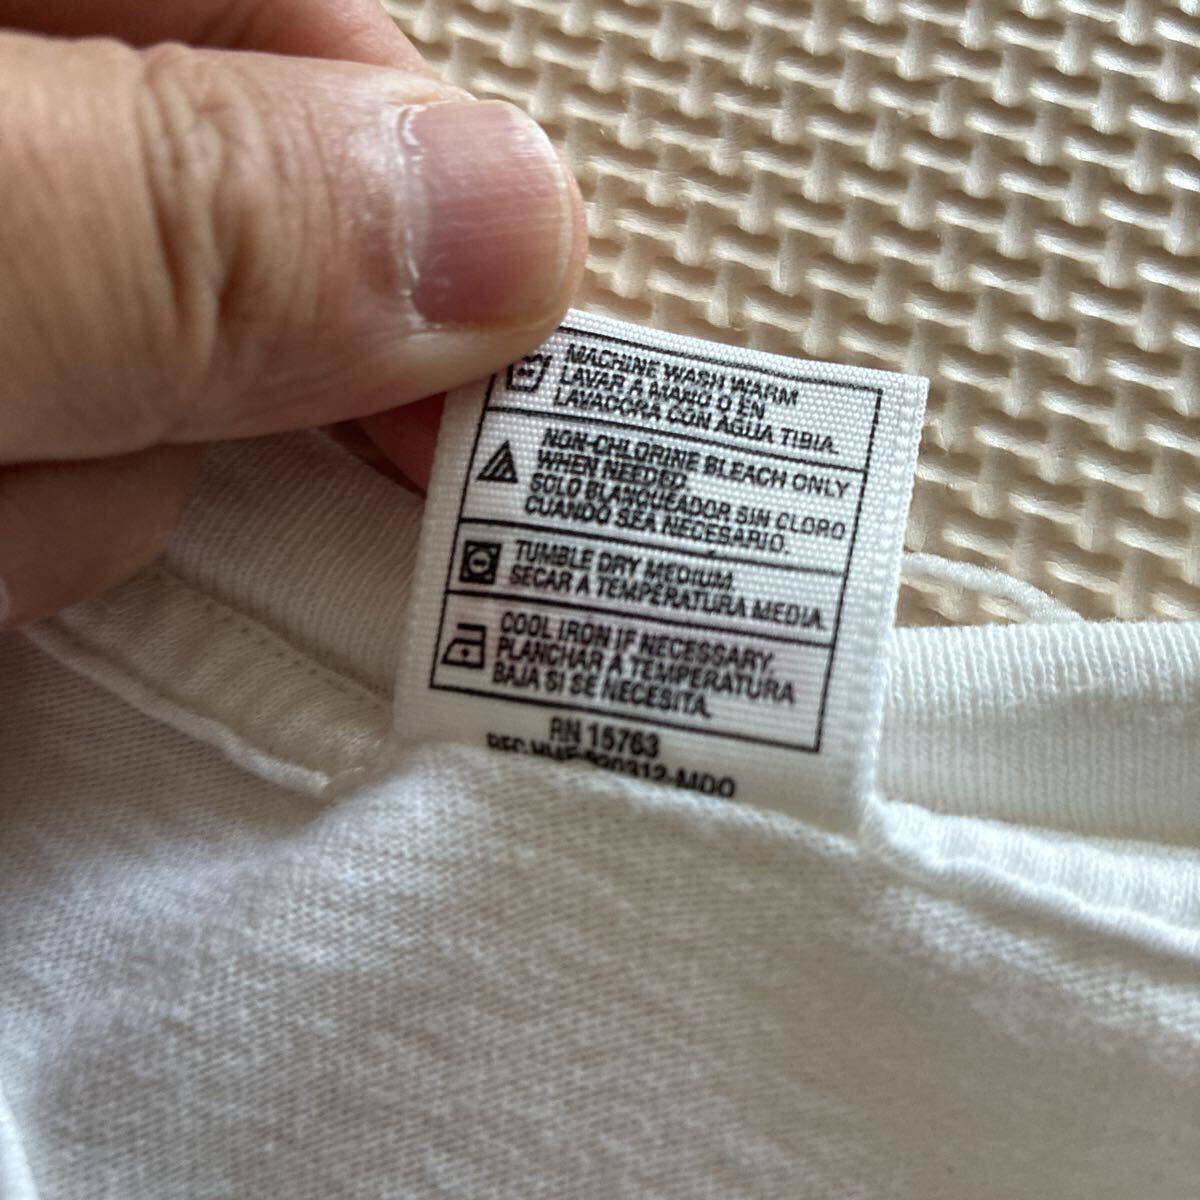 MACHINE WASH WARM
LAVAR A MANO O EN
LAVADORA CON AGUA TIBIA.
NON-CHLORINE BLEACH ONLY
WHEN NEEDED.
SOLO BLANQUEADOR SIN CLORO
CUANDO SEA NECESARIO.
TUMBLE DRY MEDIUM.
SECAR A TEMPERATURA MEDIA.
COOL IRON IF NECESSARY.
PLANCHAR A TEMPERATURA
BAJA SI SE NECESITA.
RN 15763